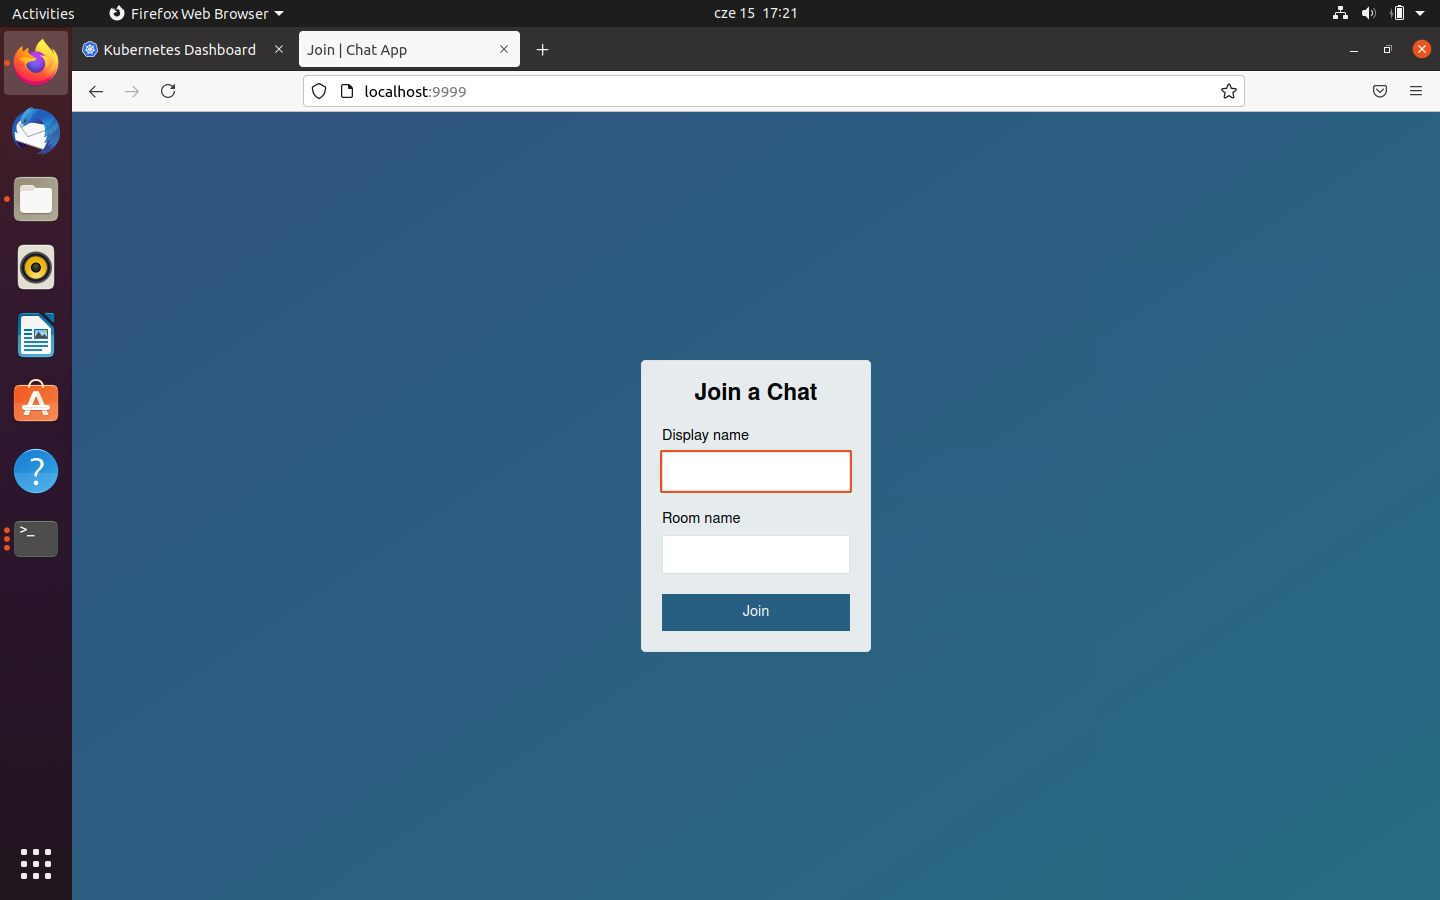 Activities Firefox Web Browser cze 15 17:21
Kubernetes Dashboard Join | Chat App
localhost:9999
Join a Chat
Display name
Room name
Join